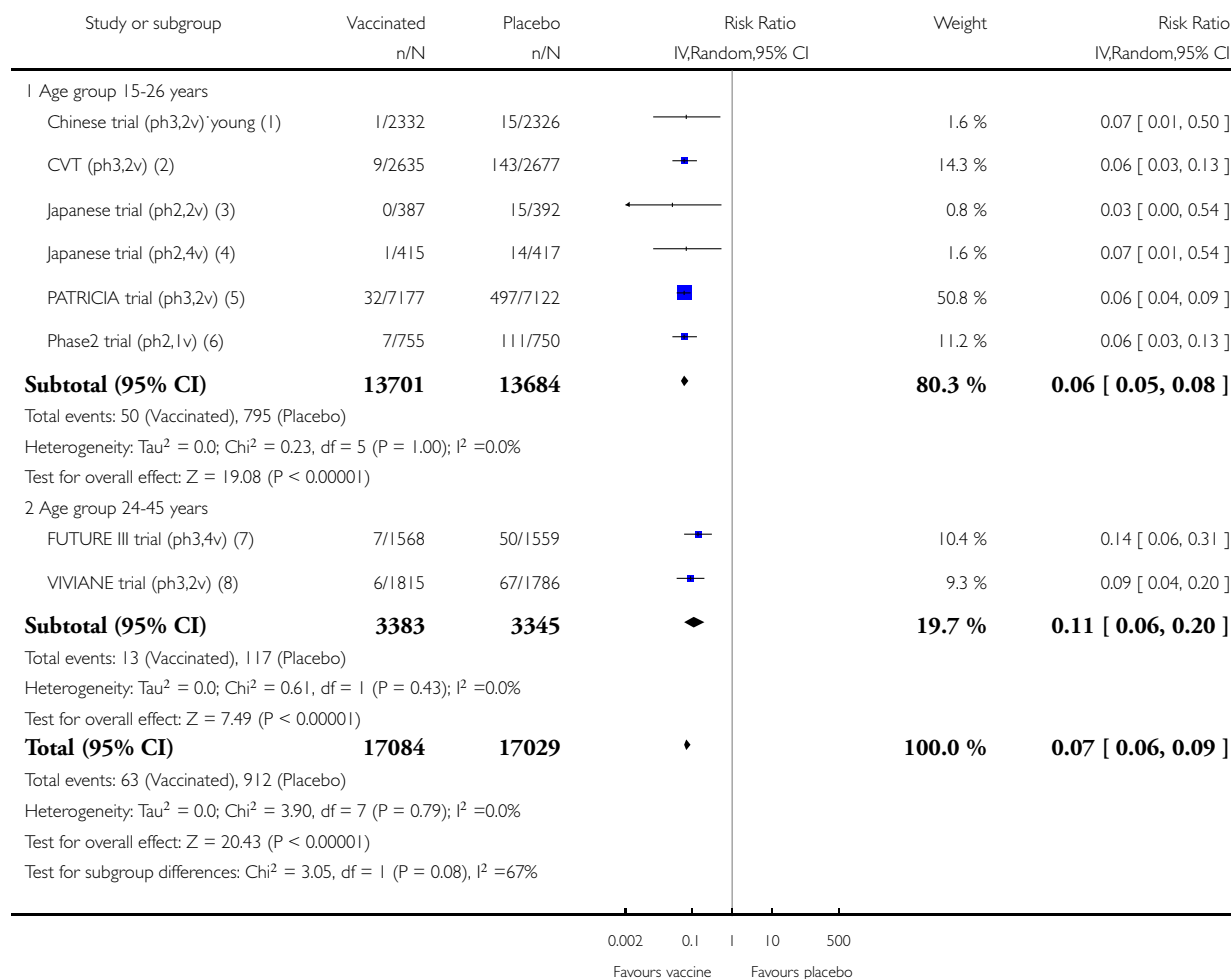 Study or subgroup Vaccinated Placebo Risk Ratio Weight Risk Ratio
n/N n/N IV,Random,95% CI IV,Random,95% CI
1 Age group 15-26 years
Chinese trial (ph3,2v)˙young (1) 1/2332 15/2326 1.6 % 0.07 [ 0.01, 0.50 ]
CVT (ph3,2v) (2) 9/2635 143/2677 14.3 % 0.06 [ 0.03, 0.13 ]
Japanese trial (ph2,2v) (3) 0/387 15/392 0.8 % 0.03 [ 0.00, 0.54 ]
Japanese trial (ph2,4v) (4) 1/415 14/417 1.6 % 0.07 [ 0.01, 0.54 ]
PATRICIA trial (ph3,2v) (5) 32/7177 497/7122 50.8 % 0.06 [ 0.04, 0.09 ]
Phase2 trial (ph2,1v) (6) 7/755 111/750 11.2 % 0.06 [ 0.03, 0.13 ]
Subtotal (95% CI) 13701 13684 80.3 % 0.06 [ 0.05, 0.08 ]
Total events: 50 (Vaccinated), 795 (Placebo)
Heterogeneity: Tau² = 0.0; Chi² = 0.23, df = 5 (P = 1.00); I² =0.0%
Test for overall effect: Z = 19.08 (P < 0.00001)
2 Age group 24-45 years
FUTURE III trial (ph3,4v) (7) 7/1568 50/1559 10.4 % 0.14 [ 0.06, 0.31 ]
VIVIANE trial (ph3,2v) (8) 6/1815 67/1786 9.3 % 0.09 [ 0.04, 0.20 ]
Subtotal (95% CI) 3383 3345 19.7 % 0.11 [ 0.06, 0.20 ]
Total events: 13 (Vaccinated), 117 (Placebo)
Heterogeneity: Tau² = 0.0; Chi² = 0.61, df = 1 (P = 0.43); I² =0.0%
Test for overall effect: Z = 7.49 (P < 0.00001)
Total (95% CI) 17084 17029 100.0 % 0.07 [ 0.06, 0.09 ]
Total events: 63 (Vaccinated), 912 (Placebo)
Heterogeneity: Tau² = 0.0; Chi² = 3.90, df = 7 (P = 0.79); I² =0.0%
Test for overall effect: Z = 20.43 (P < 0.00001)
Test for subgroup differences: Chi² = 3.05, df = 1 (P = 0.08), I² =67%
0.002 0.1 1 10 500
Favours vaccine Favours placebo